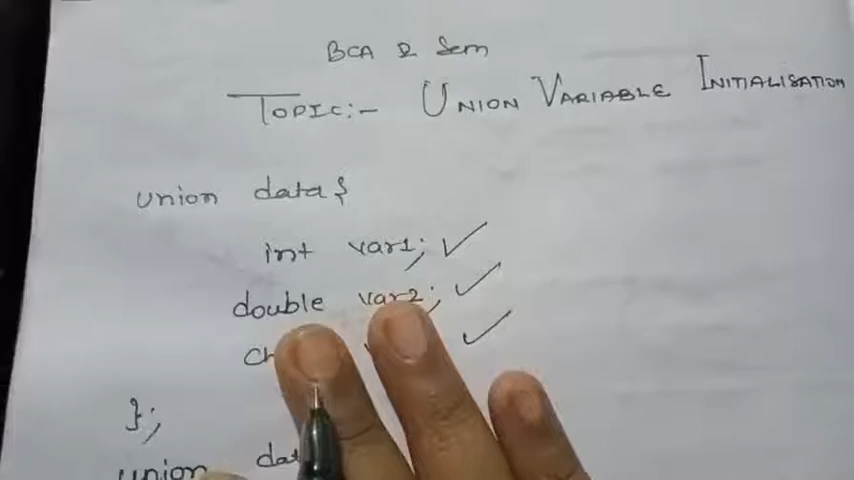 BCA 2 Sem
TOPIC:- UNION VARIABLE INITIALISATION
union data{
int var1;
double var2;
};
union